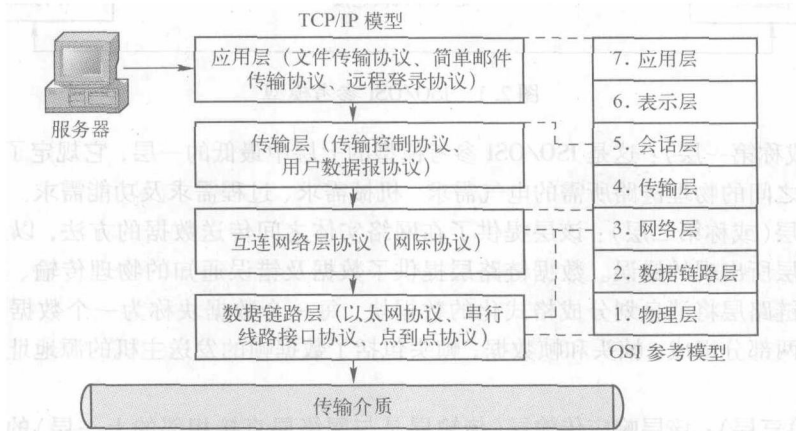 TCP/IP 模型
服务器
应用层（文件传输协议、简单邮件
传输协议、远程登录协议）
传输层（传输控制协议、
用户数据报协议）
互连网络层协议（网际协议）
数据链路层（以太网协议、串行
线路接口协议、点到点协议）
传输介质
7. 应用层
6. 表示层
5. 会话层
4. 传输层
3. 网络层
2. 数据链路层
1. 物理层
OSI 参考模型